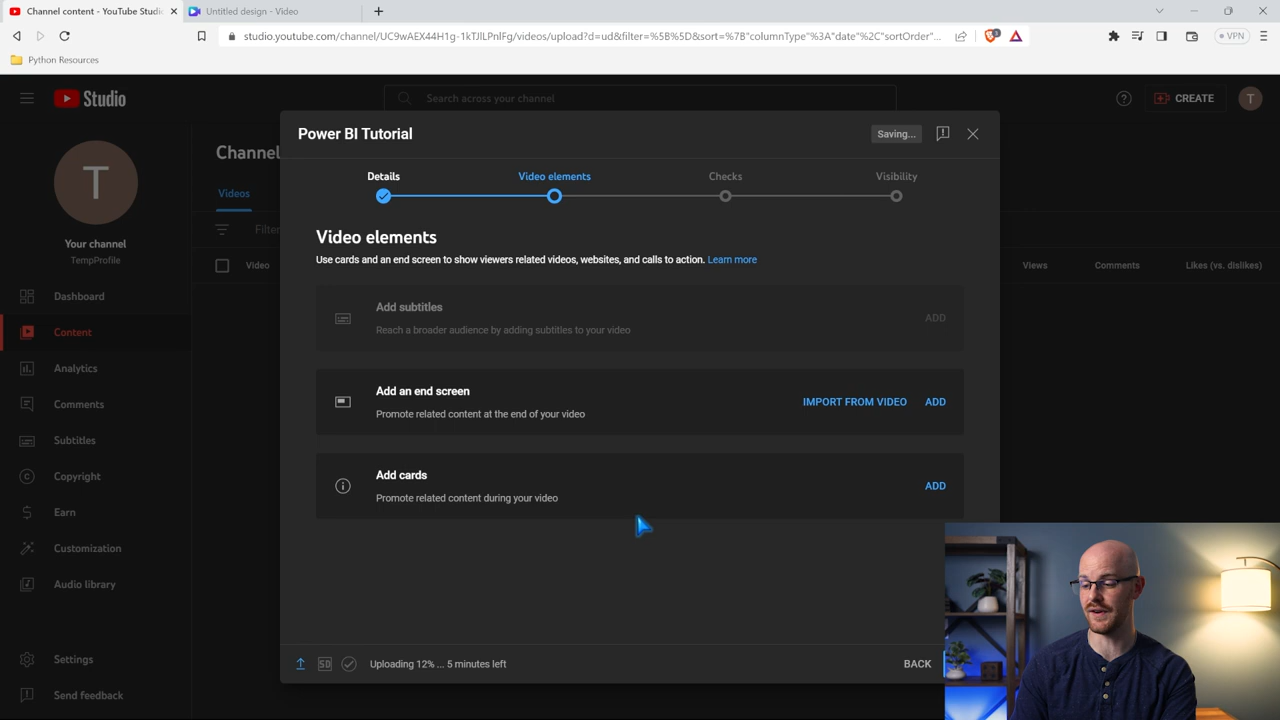 Channel content - YouTube Studi
Untitled design - Video
studio.youtube.com/channel/UC9wAEX44H1g-1kTJILPnlFg/videos/upload?d=ud&filter=%5B%5D&sort=%7B"columnType"%3A"date"%2C"sortOrder"...
VPN
Python Resources
Studio
Search across your channel
CREATE
T
T
Your channel
TempProfile
Dashboard
Content
Analytics
Comments
Subtitles
Copyright
Earn
Customization
Audio library
Settings
Send feedback
Channel
Videos
Filter
Video
Views
Comments
Likes (vs. dislikes)
Power BI Tutorial
Saving...
Details
Video elements
Checks
Visibility
Video elements
Use cards and an end screen to show viewers related videos, websites, and calls to action. Learn more
Add subtitles
Reach a broader audience by adding subtitles to your video
ADD
Add an end screen
Promote related content at the end of your video
IMPORT FROM VIDEO
ADD
Add cards
Promote related content during your video
ADD
SD
Uploading 12% ... 5 minutes left
BACK